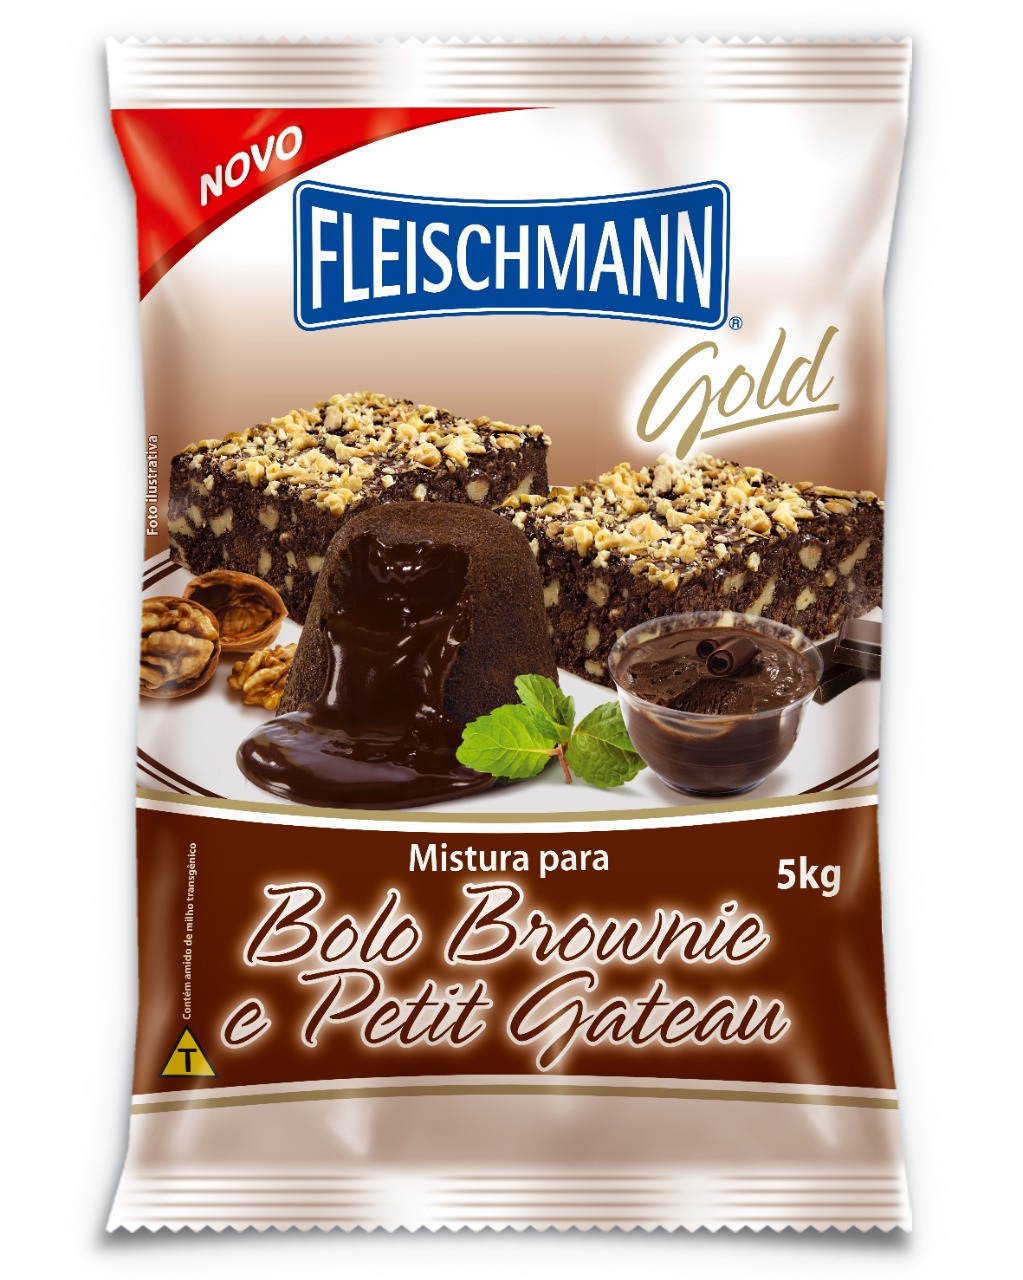 NOVO
FLEISCHMANN®
Gold
Foto ilustrativa
Mistura para
5kg
Bolo Brownie
e Petit Gateau
Contém amido de milho transgênico
T